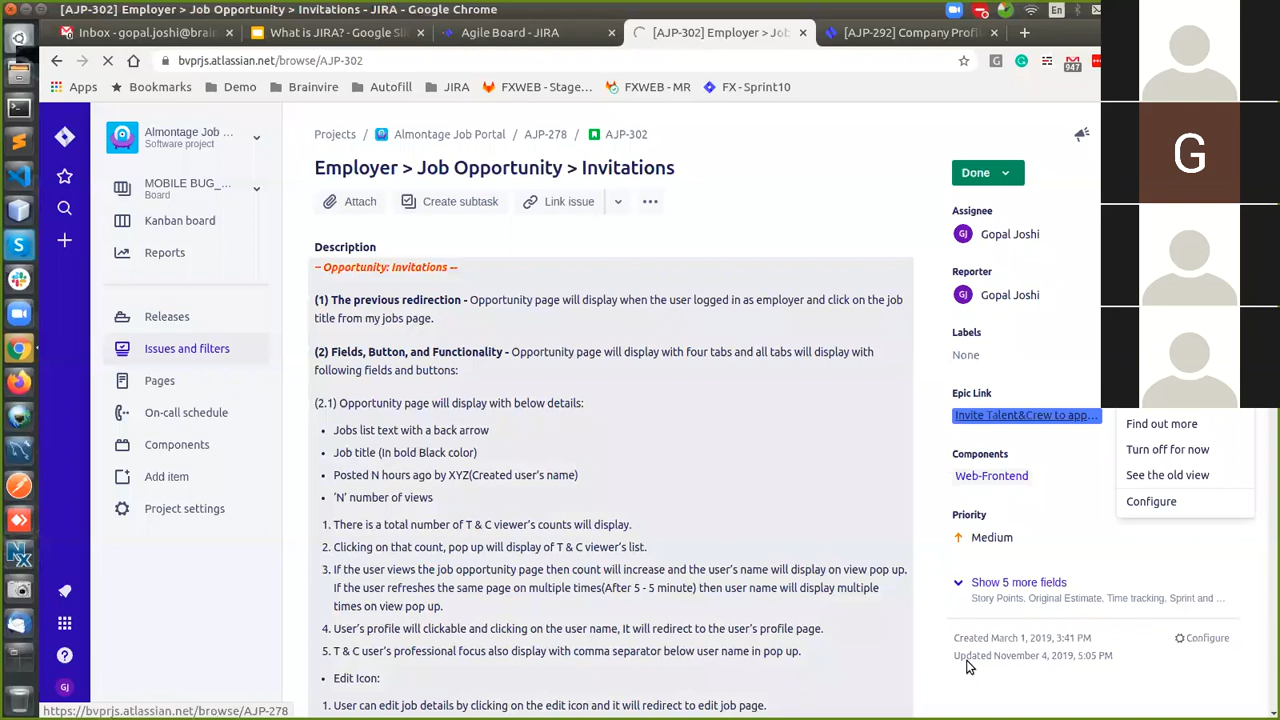 [AJP-302] Employer > Job Opportunity > Invitations - JIRA - Google Chrome
En
Inbox - gopal.joshi@brain
What is JIRA? - Google Slid
Agile Board - JIRA
[AJP-302] Employer > Job
[AJP-292] Company Profi
bvprjs.atlassian.net/browse/AJP-302
947
Apps
Bookmarks
Demo
Brainvire
Autofill
JIRA
FXWEB - Stage...
FXWEB - MR
FX - Sprint10
Almontage Job ...
Software project
MOBILE BUG_...
Board
Kanban board
Reports
Releases
Issues and filters
Pages
On-call schedule
Components
Add item
Project settings
GJ
Projects / Almontage Job Portal / AJP-278 / AJP-302
Employer > Job Opportunity > Invitations
Attach
Create subtask
Link issue
Description
-- Opportunity: Invitations --
(1) The previous redirection - Opportunity page will display when the user logged in as employer and click on the job
title from my jobs page.
(2) Fields, Button, and Functionality - Opportunity page will display with four tabs and all tabs will display with
following fields and buttons:
(2.1) Opportunity page will display with below details:
• Jobs list text with a back arrow
• Job title (In bold Black color)
• Posted N hours ago by XYZ(Created user's name)
• 'N' number of views
1. There is a total number of T & C viewer's counts will display.
2. Clicking on that count, pop up will display of T & C viewer's list.
3. If the user views the job opportunity page then count will increase and the user's name will display on view pop up.
If the user refreshes the same page on multiple times(After 5 - 5 minute) then user name will display multiple
times on view pop up.
4. User's profile will clickable and clicking on the user name, It will redirect to the user's profile page.
5. T & C user's professional focus also display with comma separator below user name in pop up.
• Edit Icon:
1. User can edit job details by clicking on the edit icon and it will redirect to edit job page.
Done
Assignee
GJ Gopal Joshi
Reporter
GJ Gopal Joshi
Labels
None
Epic Link
Invite Talent&Crew to app...
Components
Web-Frontend
Priority
Medium
Show 5 more fields
Story Points, Original Estimate, Time tracking, Sprint and ...
Created March 1, 2019, 3:41 PM
Configure
Updated November 4, 2019, 5:05 PM
G
Find out more
Turn off for now
See the old view
Configure
https://bvprjs.atlassian.net/browse/AJP-278